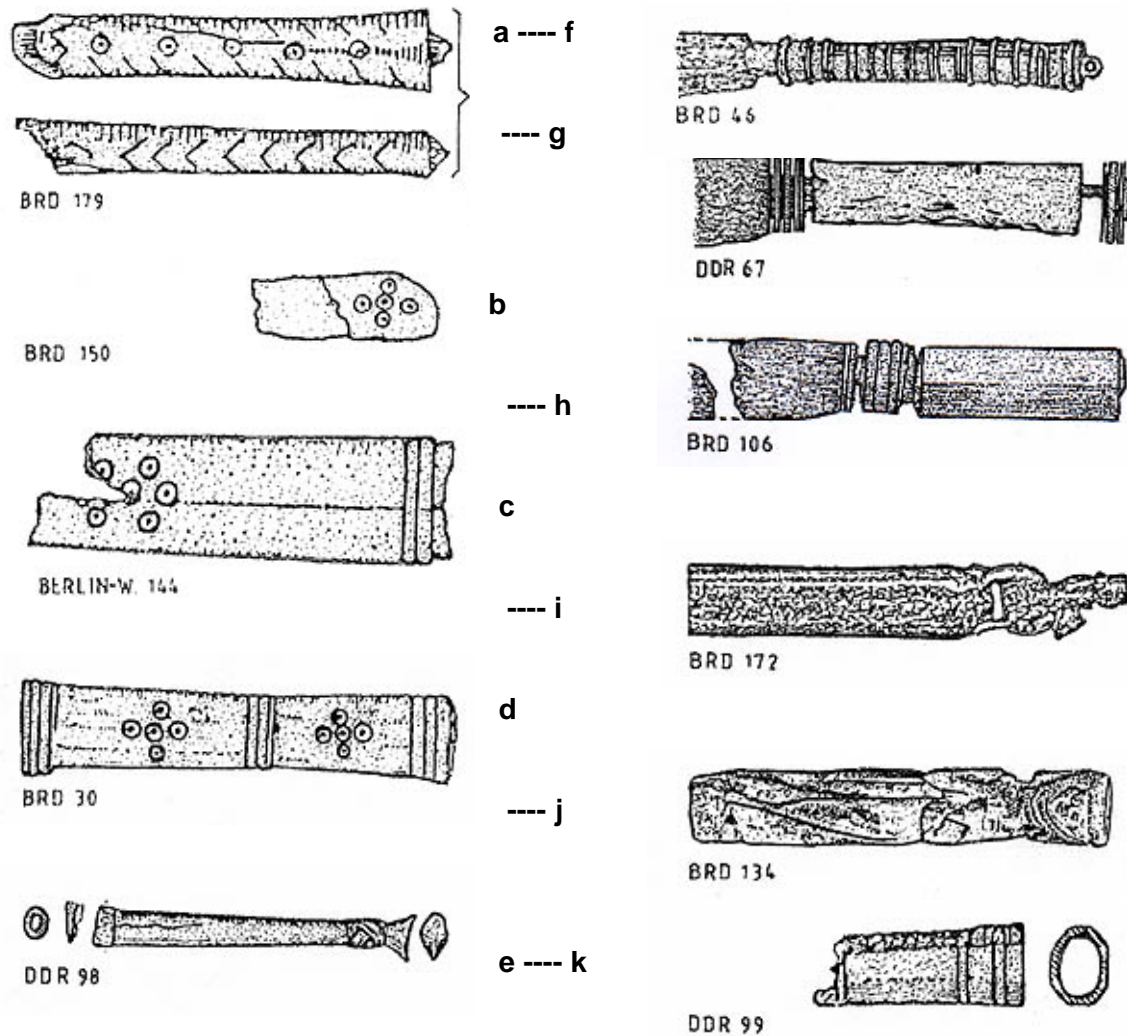 a ---- f
---- g
BRD 179
b
BRD 150
---- h
c
BERLIN-W. 144
---- i
d
BRD 30
---- j
e ---- k
DDR 98
BRD 46
DDR 67
BRD 106
BRD 172
BRD 134
DDR 99